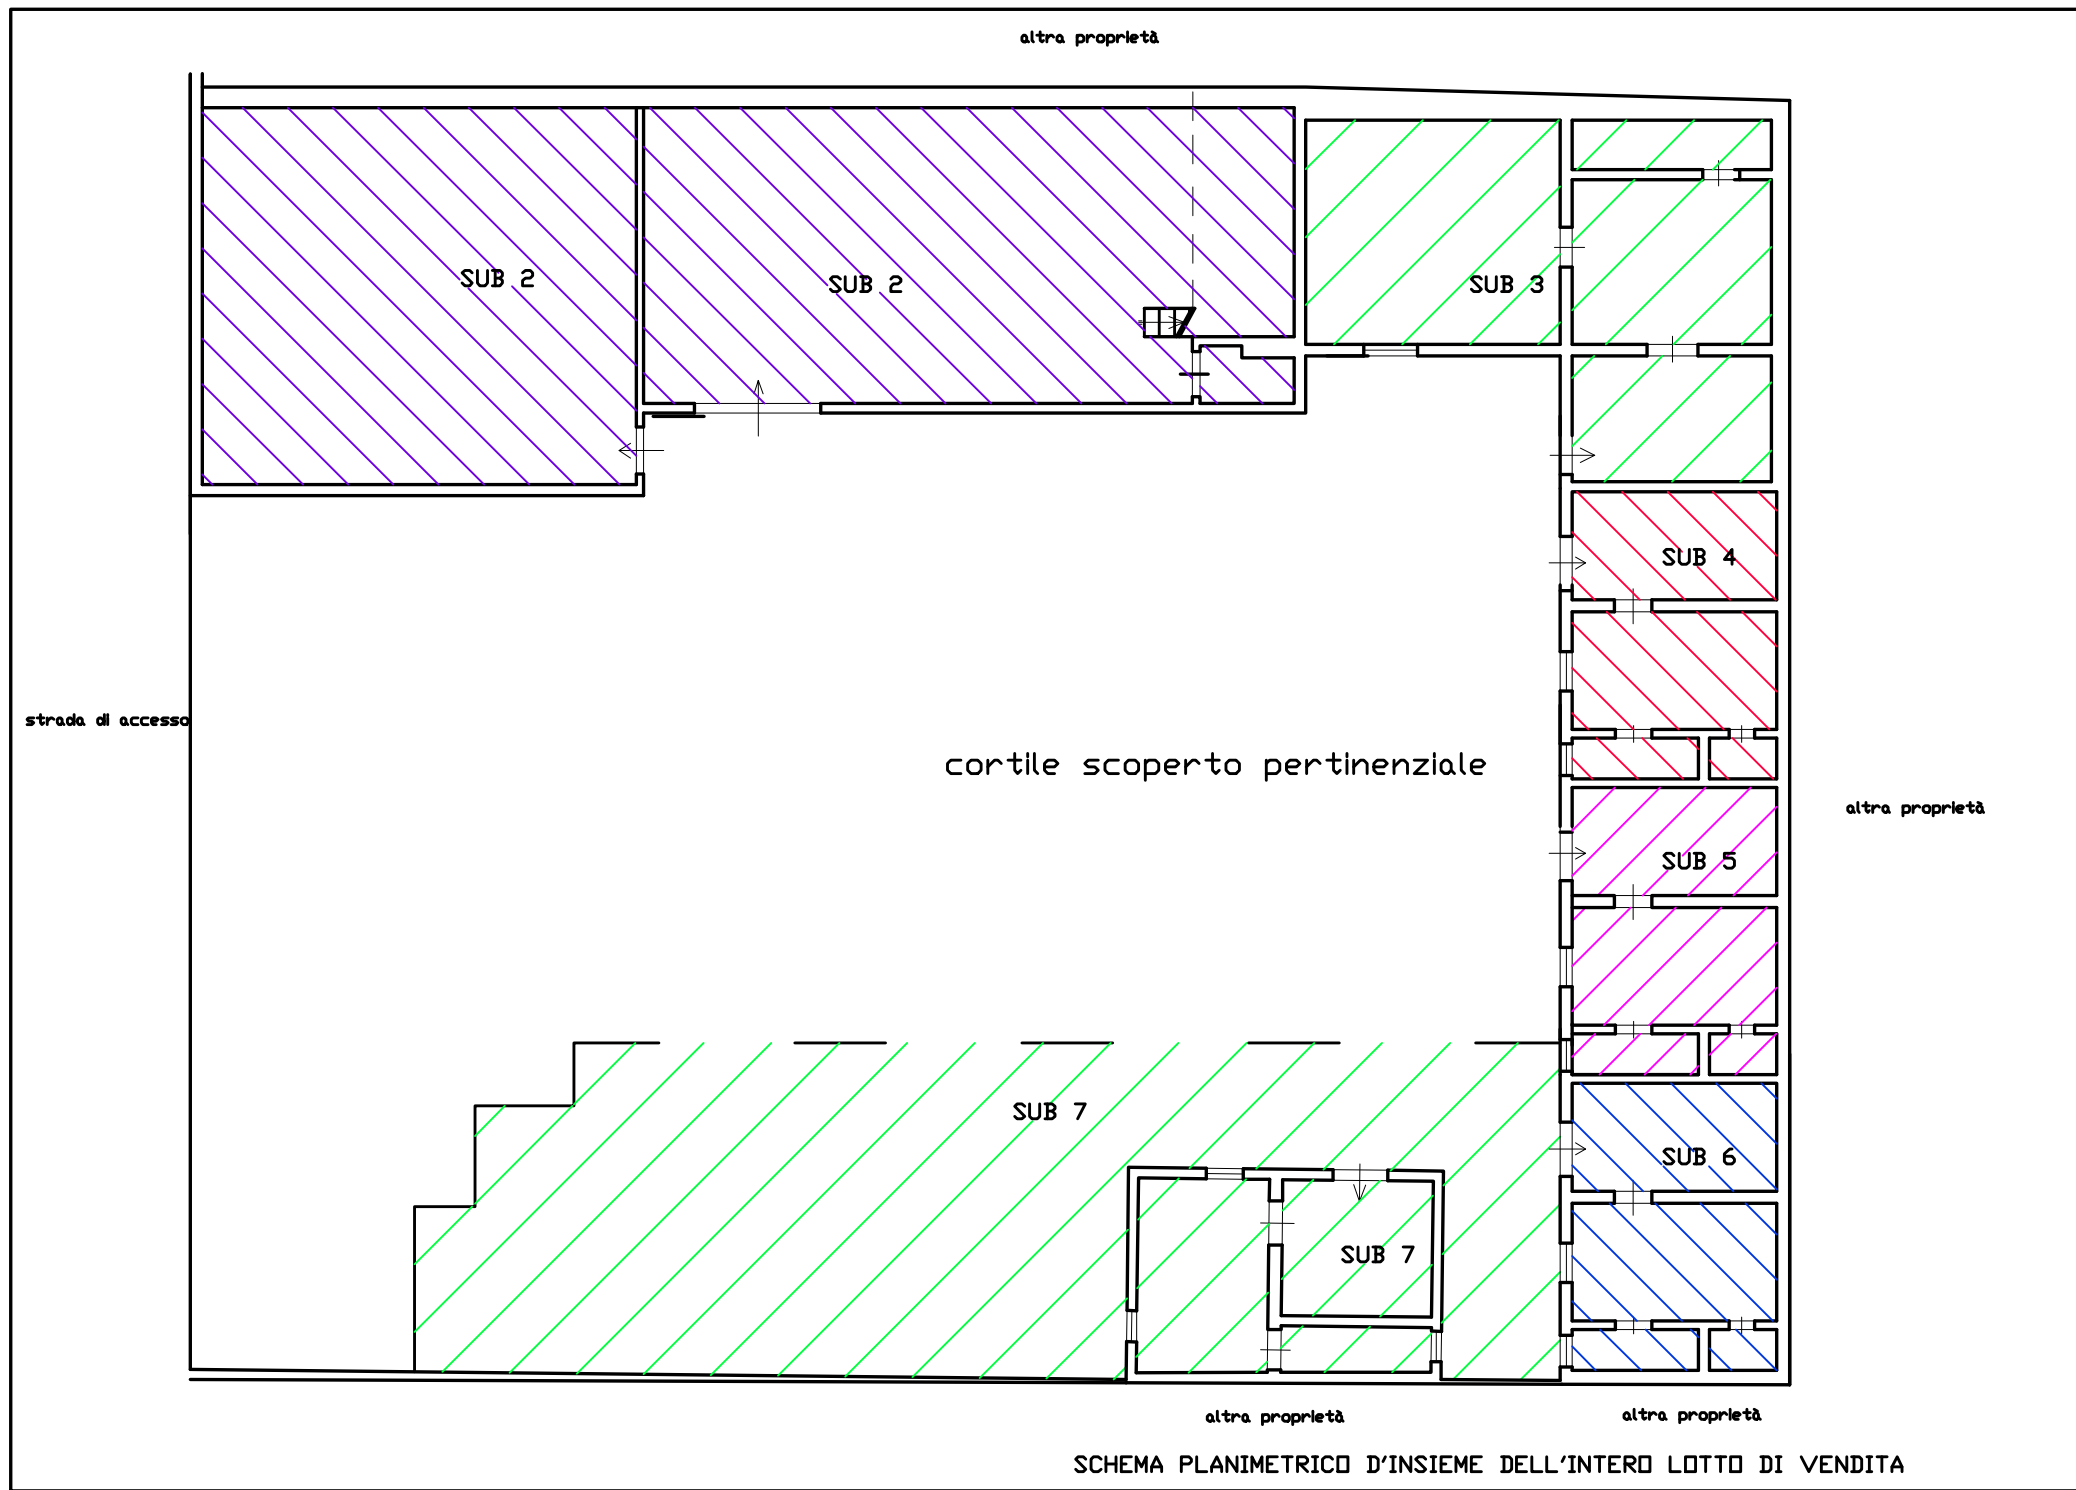 altra proprietà
SUB 2
SUB 2
SUB 3
SUB 4
strada di accesso
cortile scoperto pertinenziale
altra proprietà
SUB 5
SUB 7
SUB 6
SUB 7
altra proprietà
altra proprietà
SCHEMA PLANIMETRICO D'INSIEME DELL'INTERO LOTTO DI VENDITA